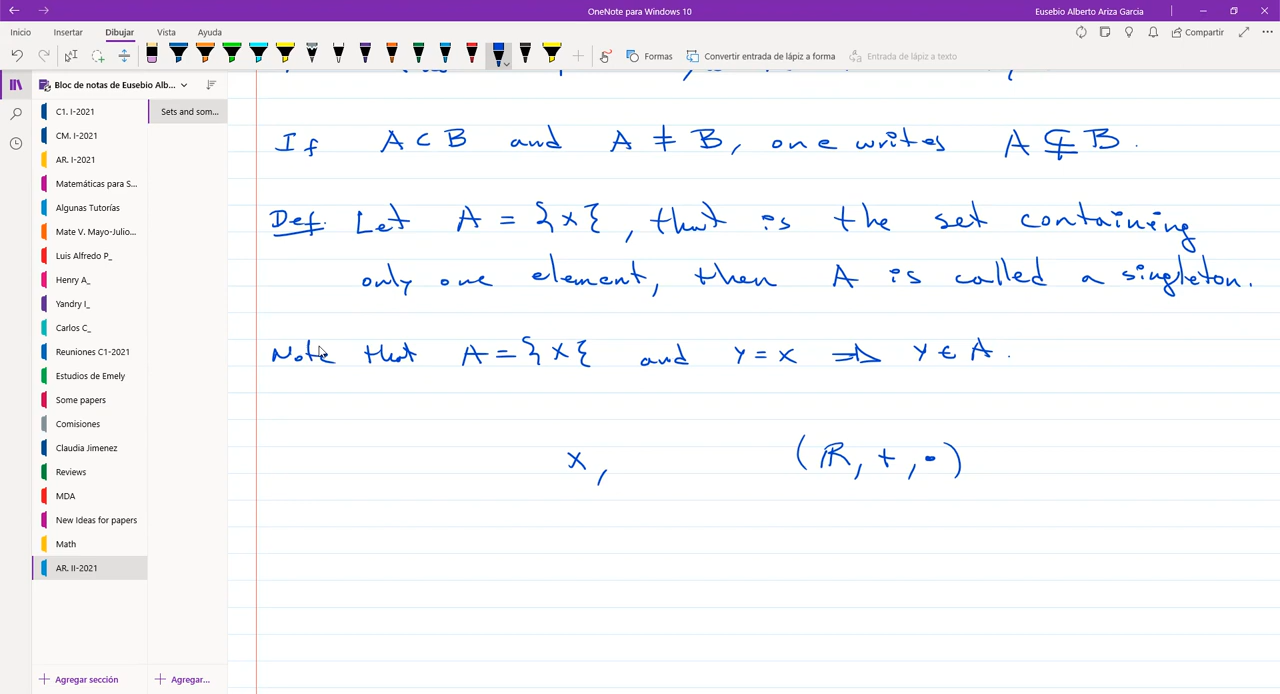 OneNote para Windows 10
Eusebio Alberto Ariza Garcia
Inicio Insertar Dibujar Vista Ayuda
Compartir
Formas
Convertir entrada de lápiz a forma
Entrada de lápiz a texto
Bloc de notas de Eusebio Alb...
C1. I-2021
CM. I-2021
AR. I-2021
Matemáticas para S...
Algunas Tutorías
Mate V. Mayo-Julio...
Luis Alfredo P_
Henry A_
Yandry I_
Carlos C_
Reuniones C1-2021
Estudios de Emely
Some papers
Comisiones
Claudia Jimenez
Reviews
MDA
New Ideas for papers
Math
AR. II-2021
Agregar sección
Sets and som...
Agregar...
If A ⊂ B and A ≠ B, one writes A ⊊ B.
Def: Let A = {x}, that is the set containing
only one element, then A is called a singleton.
Note that A = {x} and y = x ⇒ y ∈ A.
x, (ℝ, +, •)